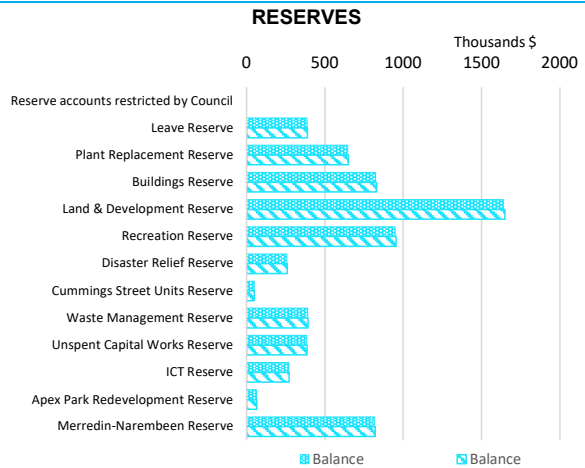 RESERVES
Thousands $
0 500 1000 1500 2000
Reserve accounts restricted by Council
Leave Reserve
Plant Replacement Reserve
Buildings Reserve
Land & Development Reserve
Recreation Reserve
Disaster Relief Reserve
Cummings Street Units Reserve
Waste Management Reserve
Unspent Capital Works Reserve
ICT Reserve
Apex Park Redevelopment Reserve
Merredin-Narembeen Reserve
Balance Balance